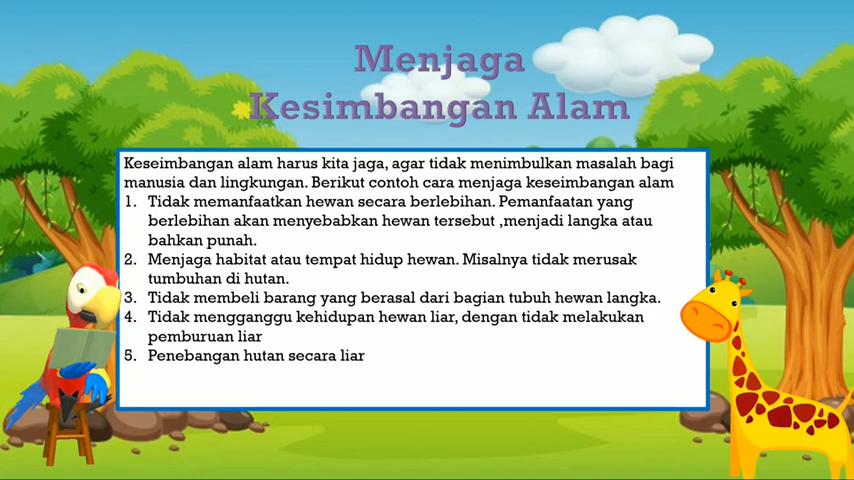 Menjaga
Kesimbangan Alam
Keseimbangan alam harus kita jaga, agar tidak menimbulkan masalah bagi
manusia dan lingkungan. Berikut contoh cara menjaga keseimbangan alam
1. Tidak memanfaatkan hewan secara berlebihan. Pemanfaatan yang
berlebihan akan menyebabkan hewan tersebut ,menjadi langka atau
bahkan punah.
2. Menjaga habitat atau tempat hidup hewan. Misalnya tidak merusak
tumbuhan di hutan.
3. Tidak membeli barang yang berasal dari bagian tubuh hewan langka.
4. Tidak mengganggu kehidupan hewan liar, dengan tidak melakukan
pemburuan liar
5. Penebangan hutan secara liar